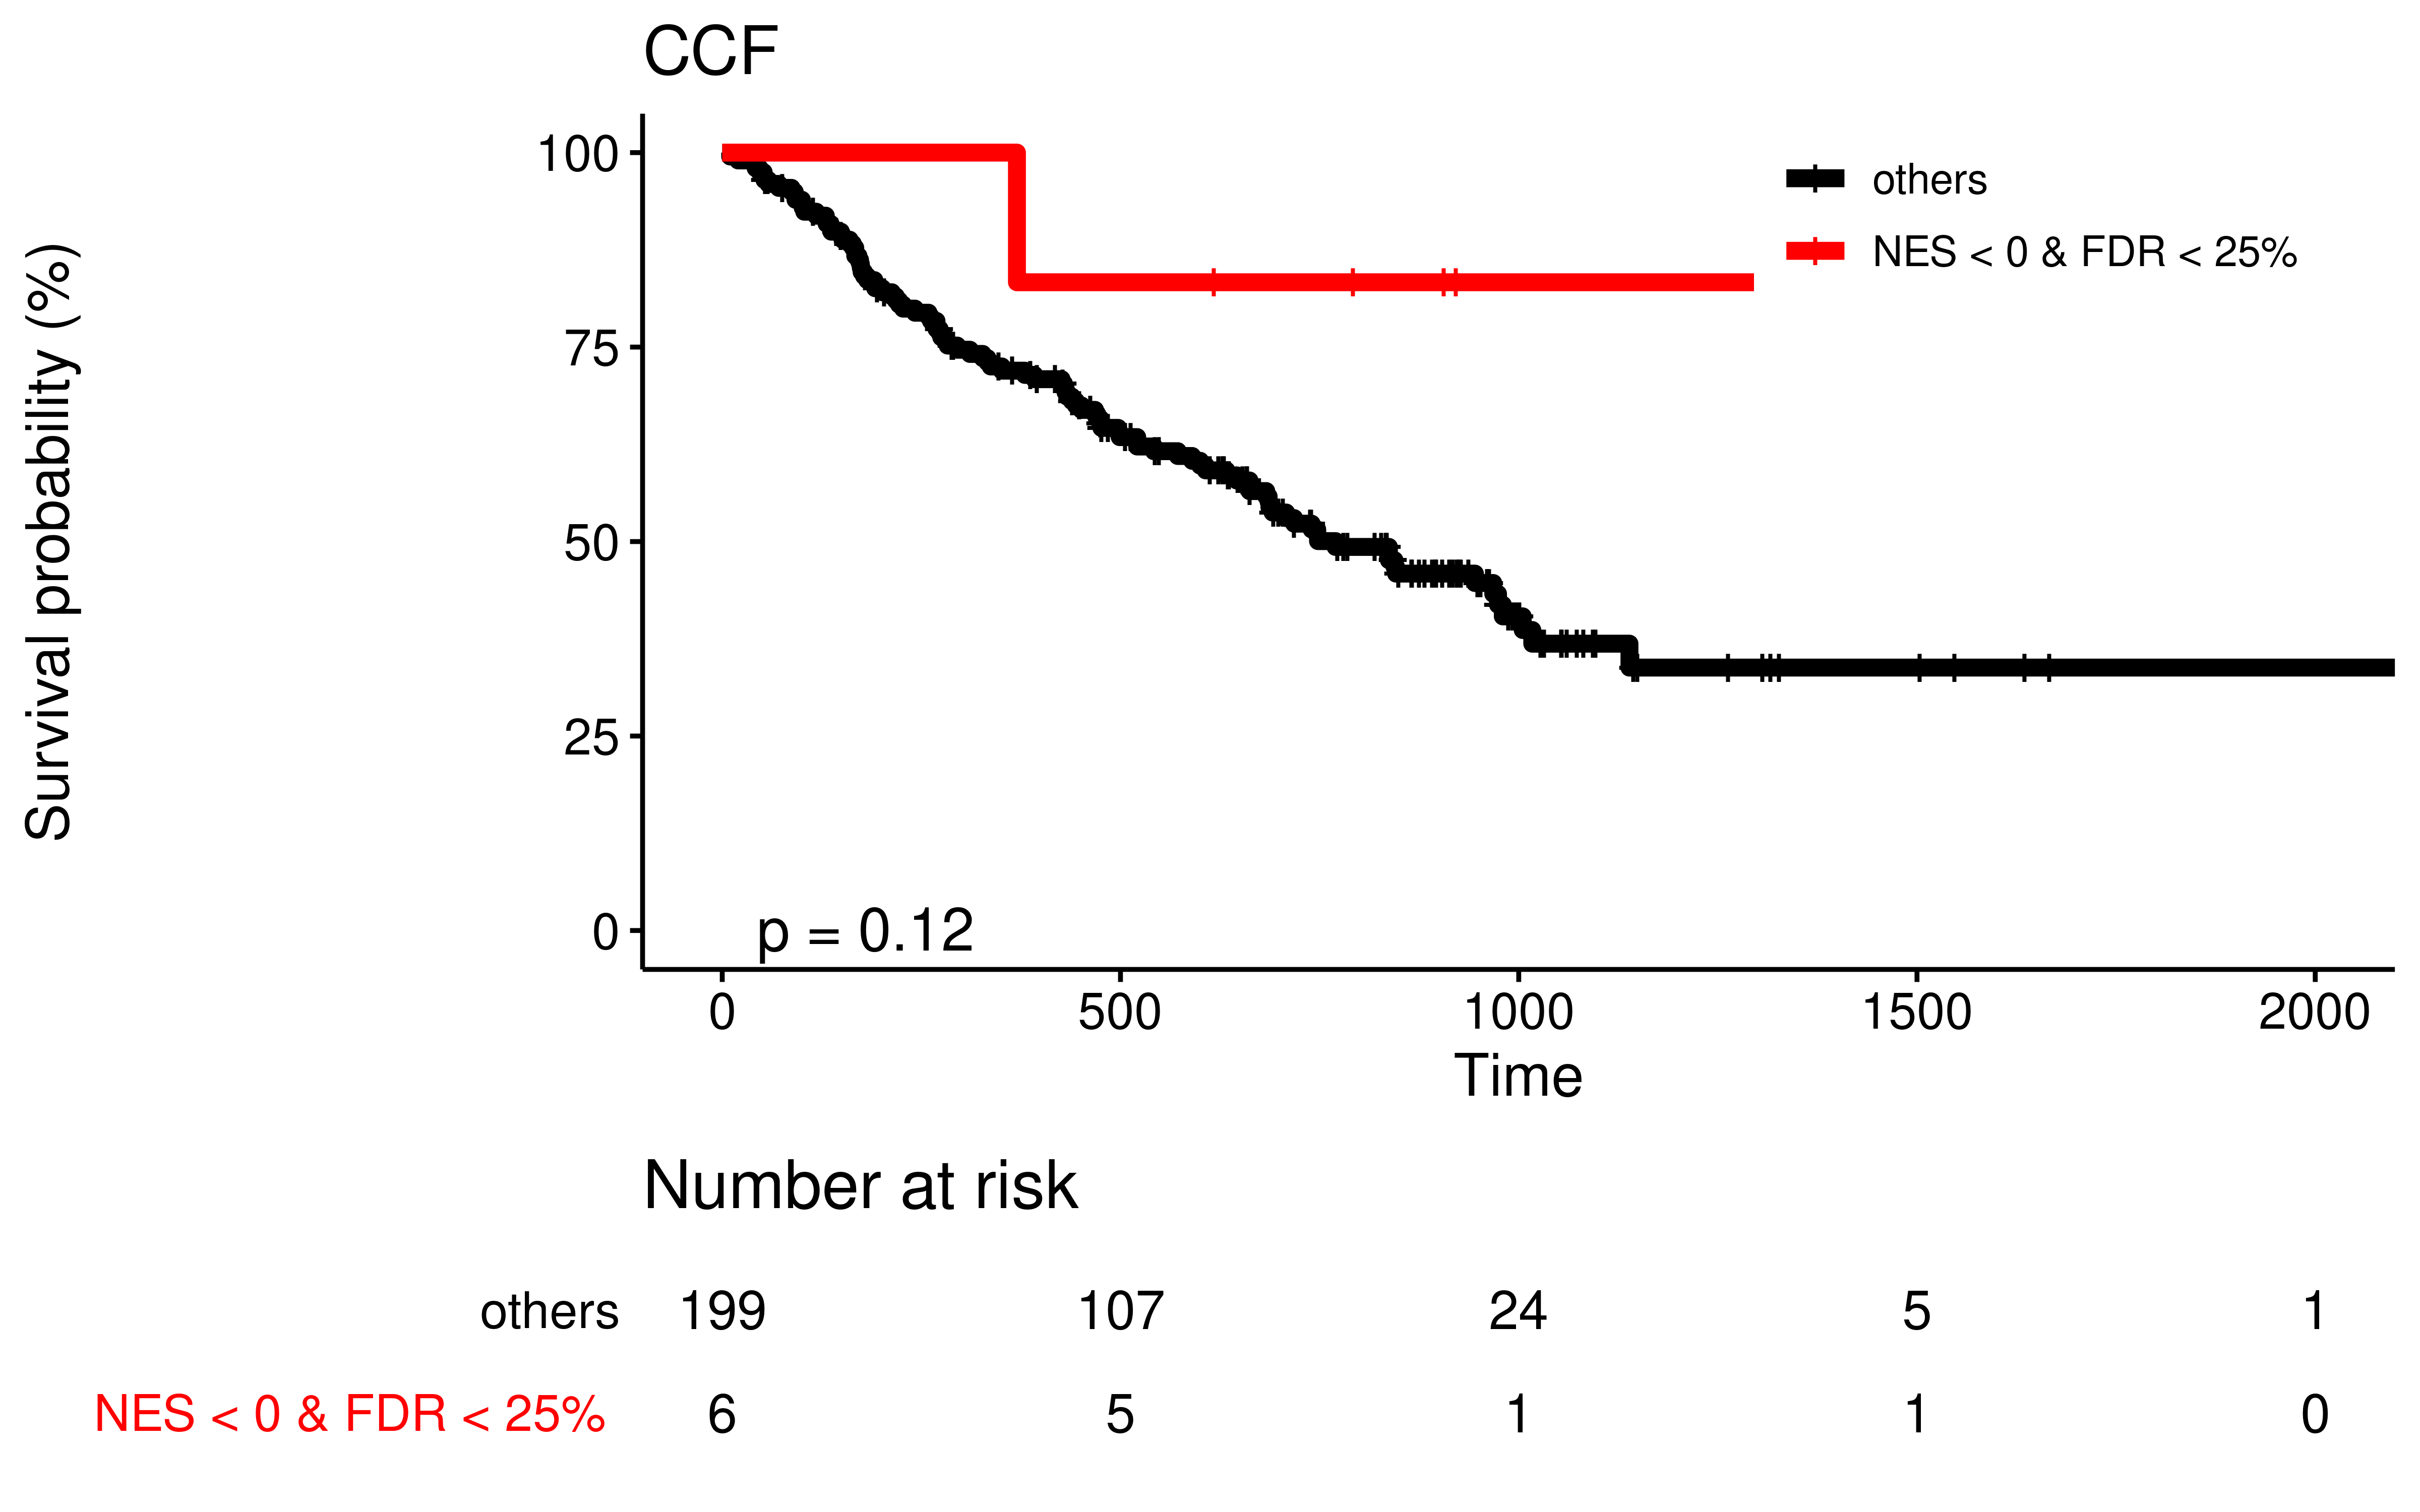 CCF
Survival probability (%)
100
75
50
25
0
others
NES < 0 & FDR < 25%
p = 0.12
0 500 1000 1500 2000
Time
Number at risk
others 199 107 24 5 1
NES < 0 & FDR < 25% 6 5 1 1 0